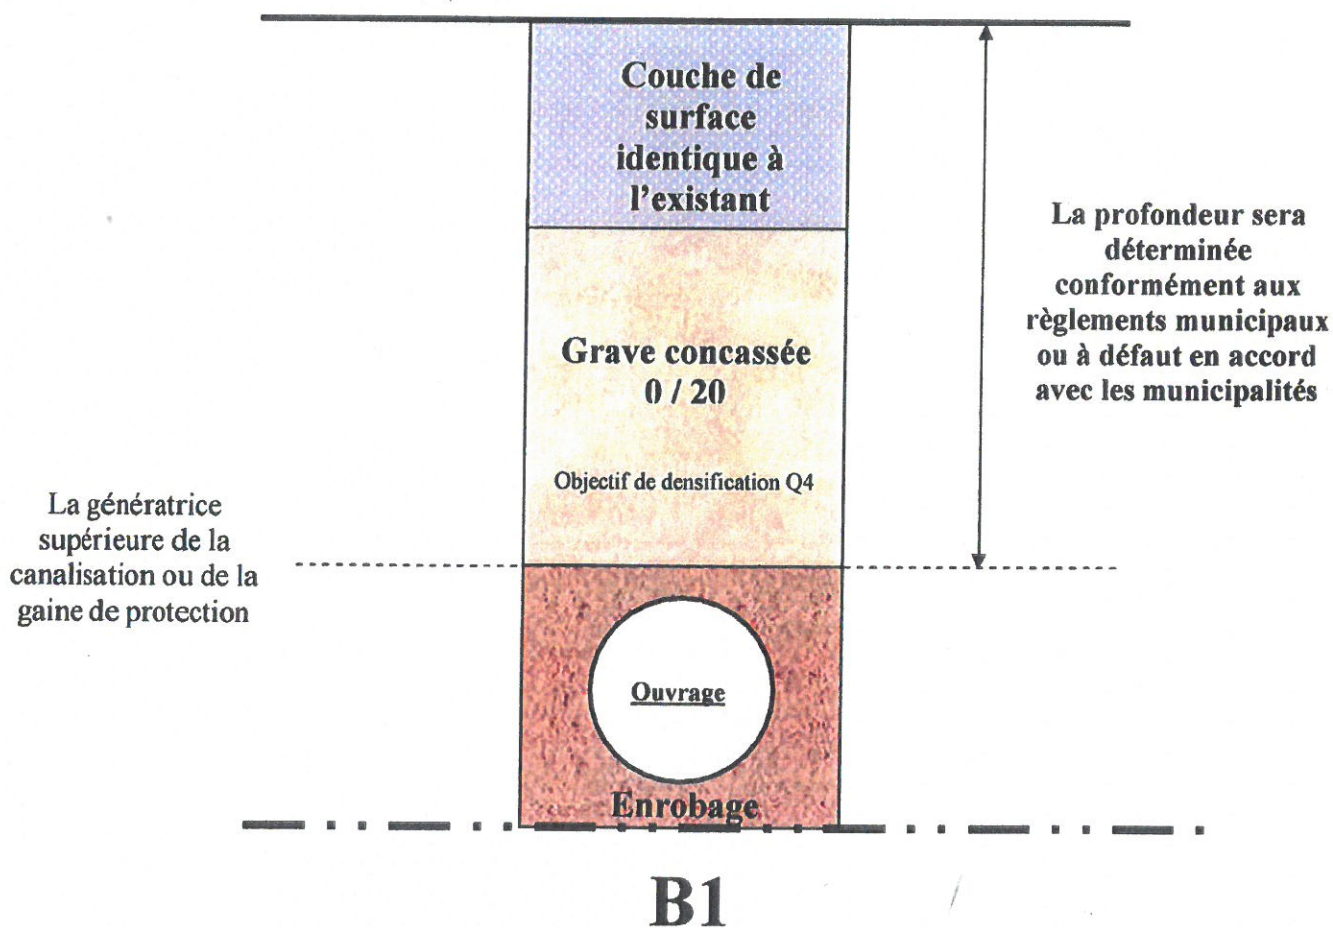 Couche de
surface
identique à
l'existant
La profondeur sera
déterminée
conformément aux
règlements municipaux
ou à défaut en accord
avec les municipalités
Grave concassée
0 / 20
Objectif de densification Q4
La génératrice
supérieure de la
canalisation ou de la
gaine de protection
Ouvrage
Enrobage
B1